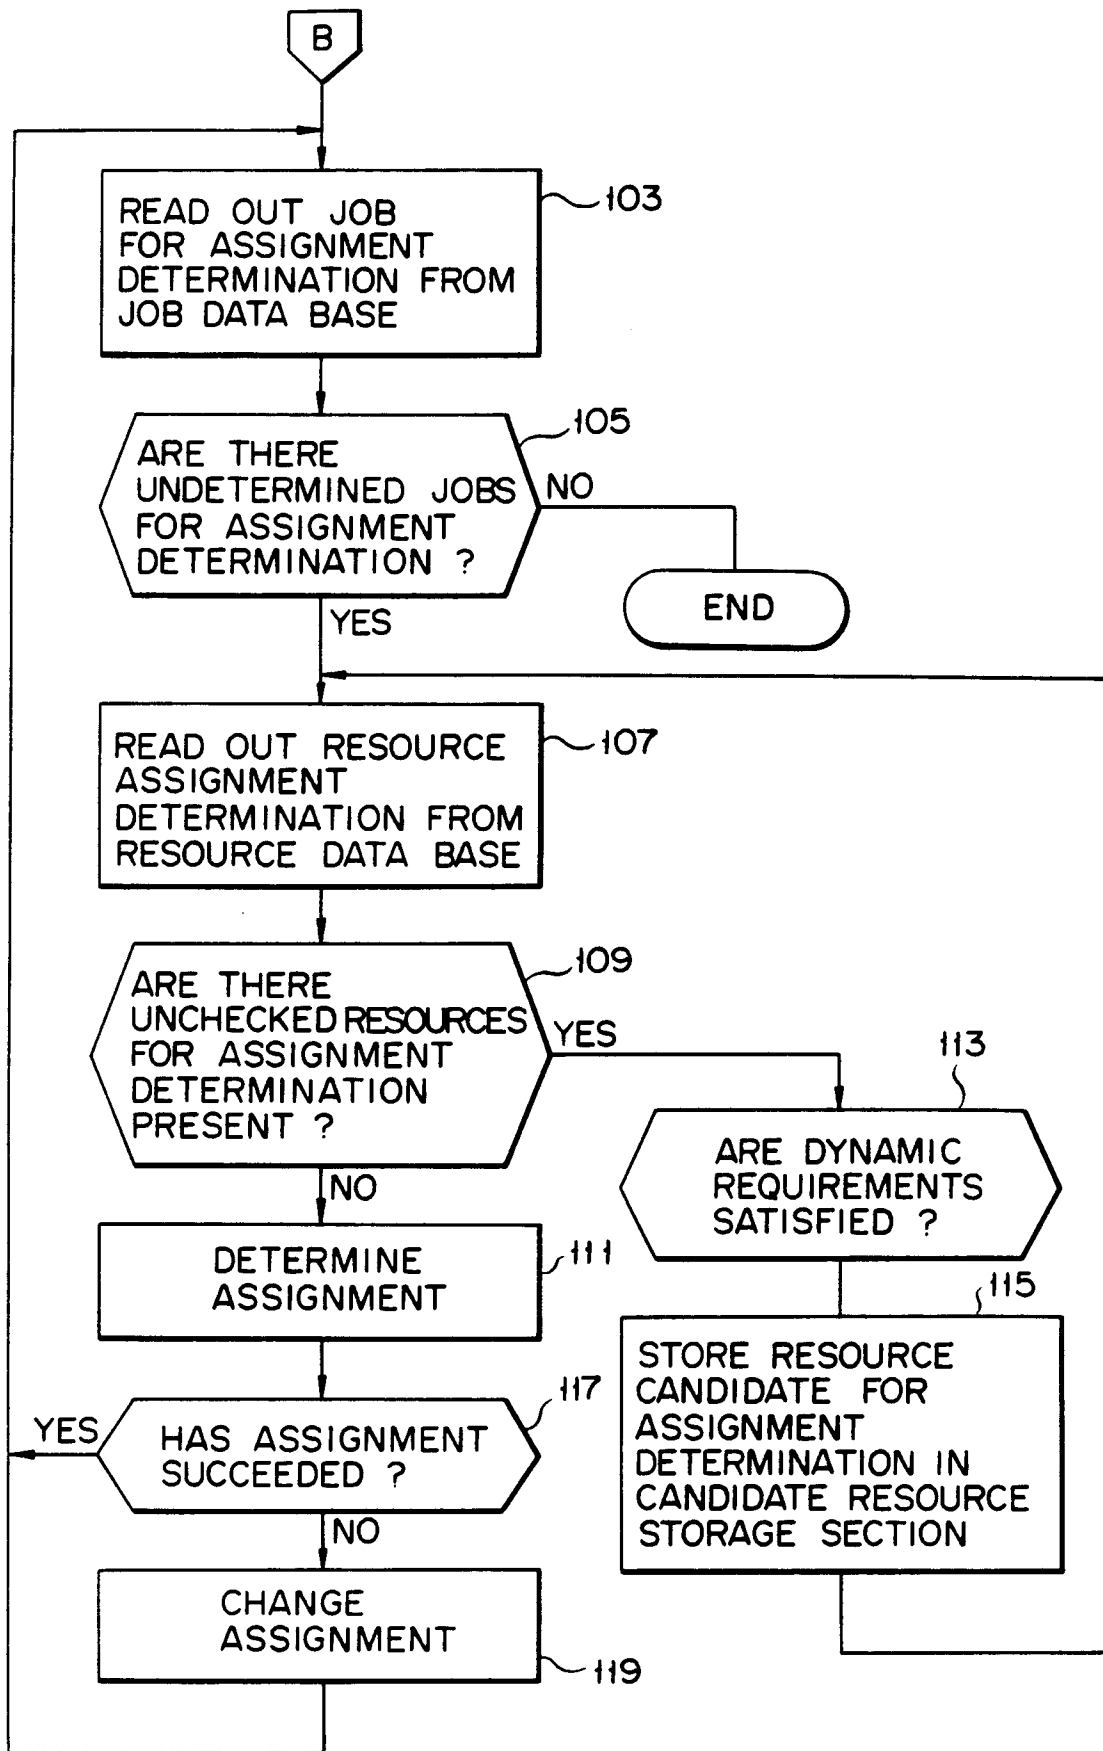 B
READ OUT JOB
FOR ASSIGNMENT
DETERMINATION FROM
JOB DATA BASE
103
ARE THERE
UNDETERMINED JOBS
FOR ASSIGNMENT
DETERMINATION ?
105
NO
END
YES
READ OUT RESOURCE
ASSIGNMENT
DETERMINATION FROM
RESOURCE DATA BASE
107
ARE THERE
UNCHECKED RESOURCES
FOR ASSIGNMENT
DETERMINATION
PRESENT ?
109
YES
113
ARE DYNAMIC
REQUIREMENTS
SATISFIED ?
NO
DETERMINE
ASSIGNMENT
111
115
STORE RESOURCE
CANDIDATE FOR
ASSIGNMENT
DETERMINATION IN
CANDIDATE RESOURCE
STORAGE SECTION
YES
HAS ASSIGNMENT
SUCCEEDED ?
117
NO
CHANGE
ASSIGNMENT
119